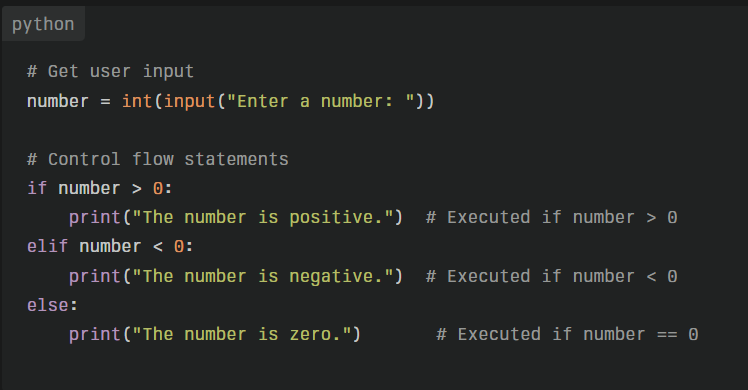 python
# Get user input
number = int(input("Enter a number: "))
# Control flow statements
if number > 0:
    print("The number is positive.")  # Executed if number > 0
elif number < 0:
    print("The number is negative.")  # Executed if number < 0
else:
    print("The number is zero.")       # Executed if number == 0